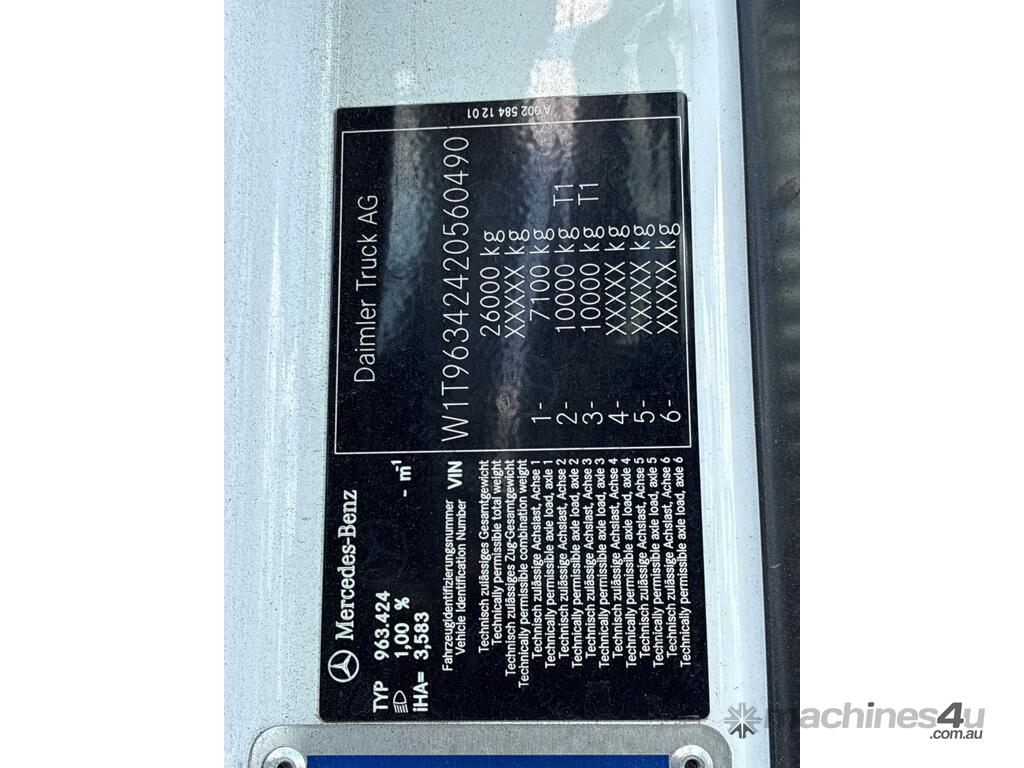 Mercedes-Benz
Daimler Truck AG
TYP 963.424
1,00 % - m⁻¹
iHA= 3,583
Fahrzeugidentifizierungsnummer
Vehicle Identification Number VIN W1T96342420560490
Technisch zulässiges Gesamtgewicht
Technically permissible total weight 26000 kg
Technisch zulässiges Zug-Gesamtgewicht
Technically permissible combination weight XXXXX kg
Technisch zulässige Achslast, Achse 1
Technically permissible axle load, axle 1 1- 7100 kg
Technisch zulässige Achslast, Achse 2
Technically permissible axle load, axle 2 2- 10000 kg T1
Technisch zulässige Achslast, Achse 3
Technically permissible axle load, axle 3 3- 10000 kg T1
Technisch zulässige Achslast, Achse 4
Technically permissible axle load, axle 4 4- XXXXX kg
Technisch zulässige Achslast, Achse 5
Technically permissible axle load, axle 5 5- XXXXX kg
Technisch zulässige Achslast, Achse 6
Technically permissible axle load, axle 6 6- XXXXX kg
A 002 584 12 01
machines4u
.com.au